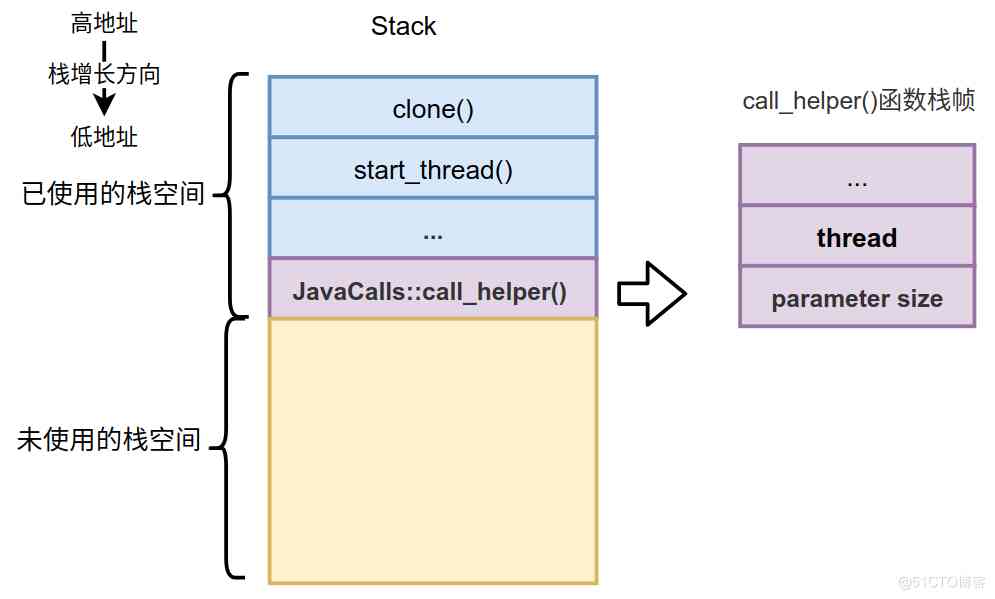 高地址
栈增长方向
低地址
已使用的栈空间
未使用的栈空间
Stack
clone()
start_thread()
...
JavaCalls::call_helper()
call_helper()函数栈帧
...
thread
parameter size
@51CTO博客